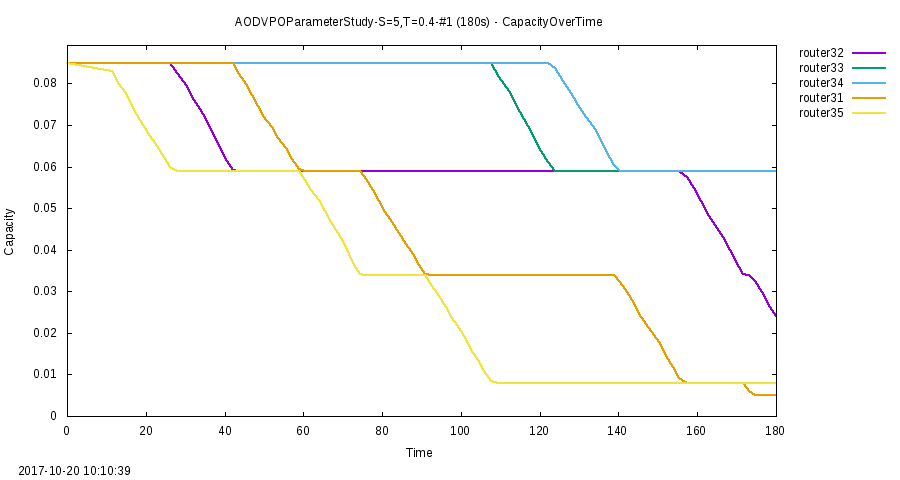 AODVPOParameterStudy-S=5,T=0.4-#1 (180s) - CapacityOverTime
router32
router33
router34
router31
router35
0.08
0.07
0.06
0.05
0.04
0.03
0.02
0.01
0
Capacity
0 20 40 60 80 100 120 140 160 180
Time
2017-10-20 10:10:39